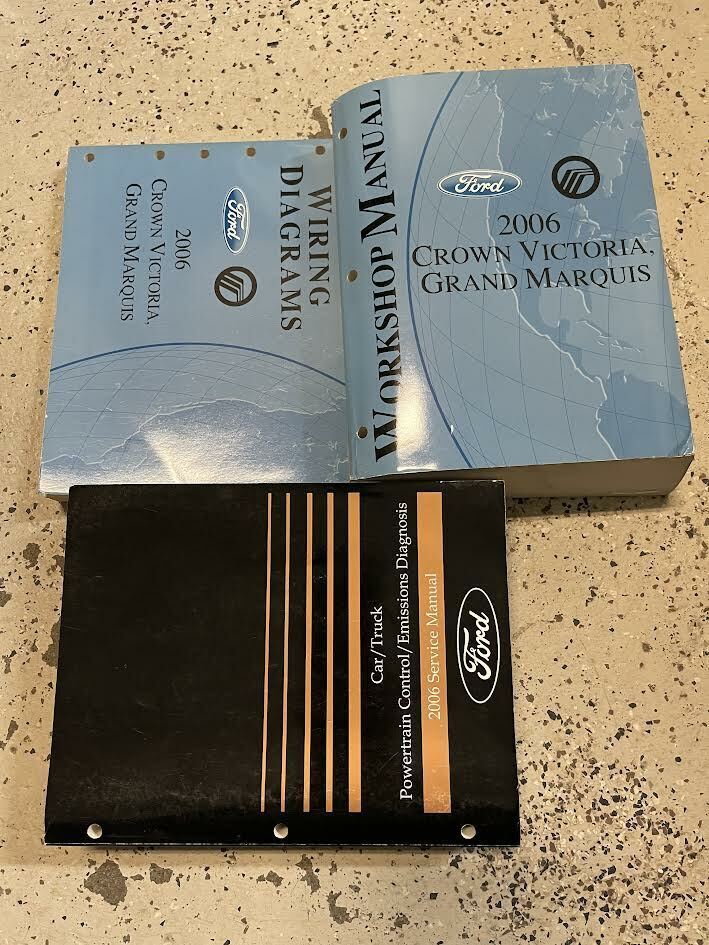 WIRING
DIAGRAMS
Ford
2006
CROWN VICTORIA,
GRAND MARQUIS
WORKSHOP MANUAL
Ford
2006
CROWN VICTORIA,
GRAND MARQUIS
Car/Truck
Powertrain Control/Emissions Diagnosis
2006 Service Manual
Ford